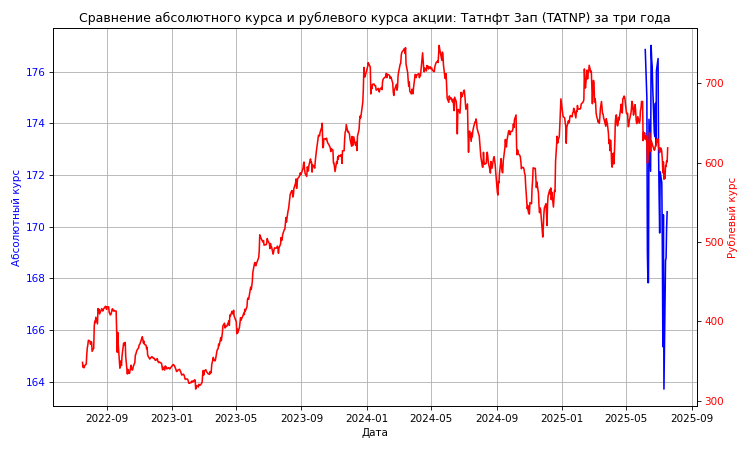 Сравнение абсолютного курса и рублевого курса акции: Татнфт 3ап (TATNP) за три года
Абсолютный курс
176
174
172
170
168
166
164
700
600
500
400
300
Рублевый курс
2022-09 2023-01 2023-05 2023-09 2024-01 2024-05 2024-09 2025-01 2025-05 2025-09
Дата